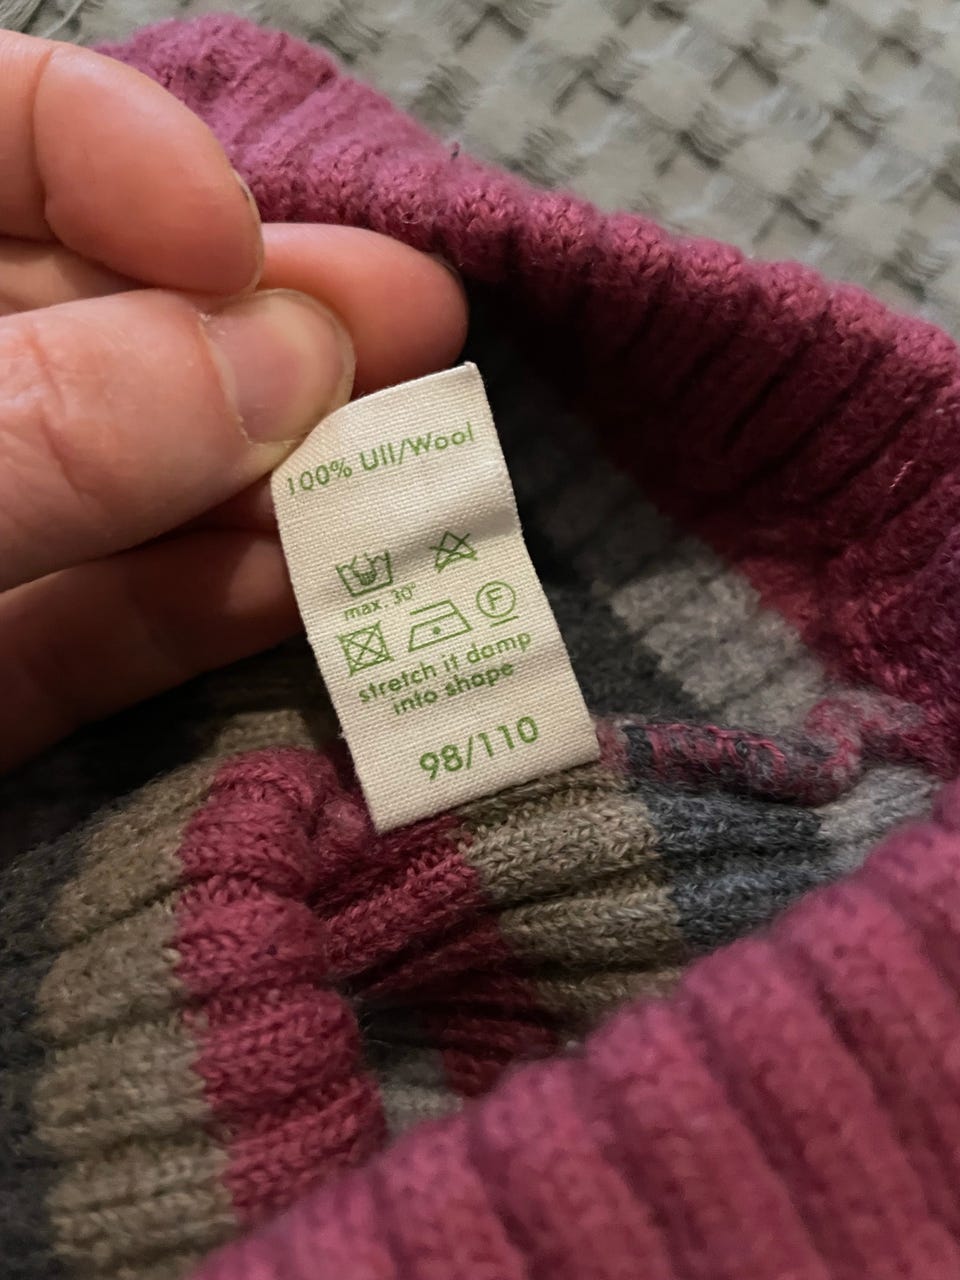 100% Ull/Wool
max. 30°
F
stretch it damp
into shape
98/110